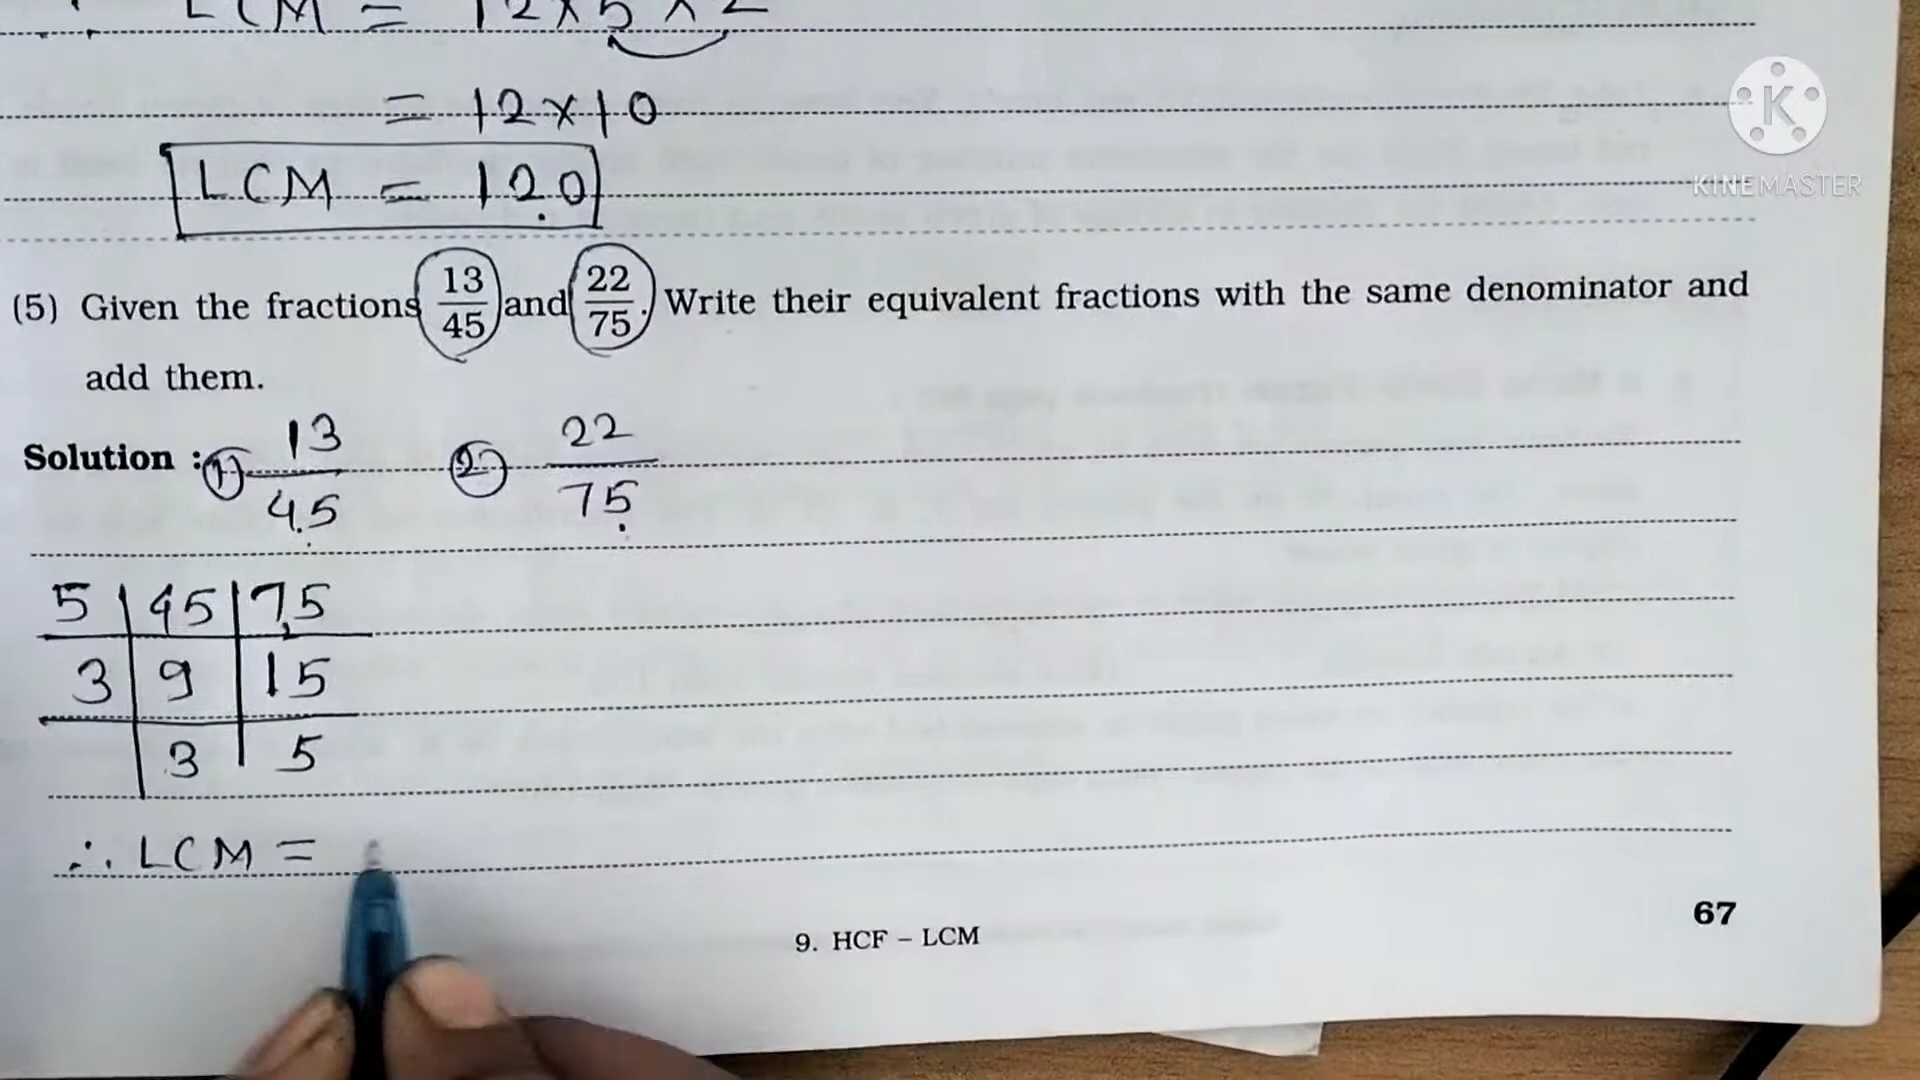 LCM = 12×5×2
= 12×10
LCM = 120
(5) Given the fractions 13/45 and 22/75. Write their equivalent fractions with the same denominator and
add them.
Solution : 1) 13/45 2) 22/75
5 | 45 | 75
3 | 9 | 15
3 | 5
∴ LCM =
67
9. HCF – LCM
K
KINEMASTER